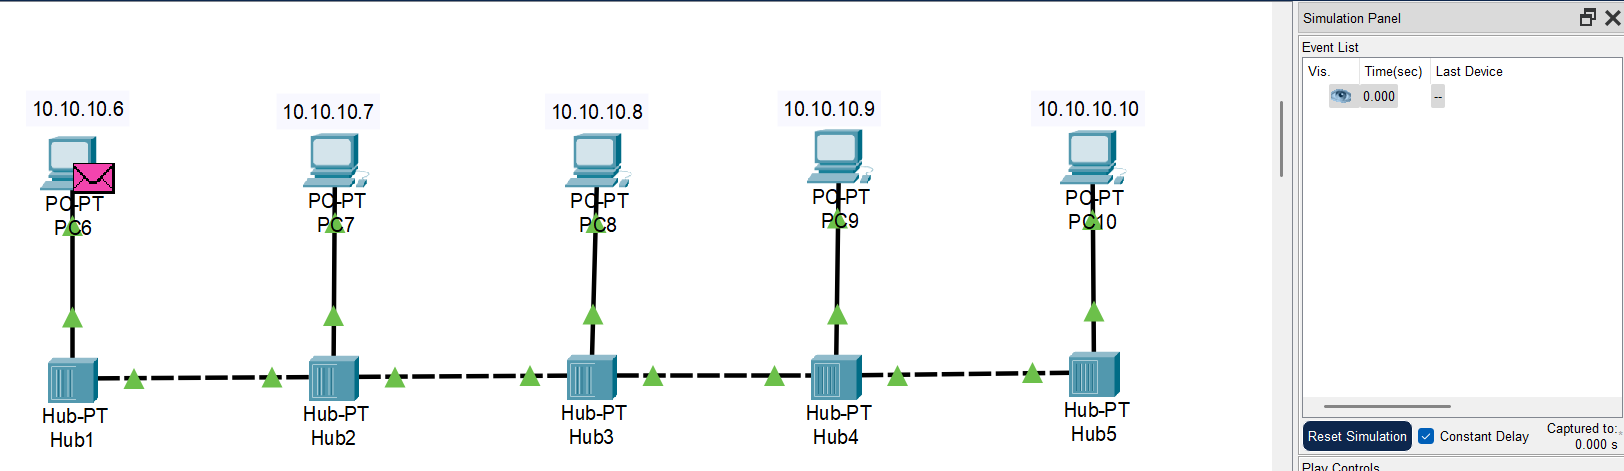 10.10.10.6
10.10.10.7
10.10.10.8
10.10.10.9
10.10.10.10
PC-PT
PC6
PC-PT
PC7
PC-PT
PC8
PC-PT
PC9
PC-PT
PC10
Hub-PT
Hub1
Hub-PT
Hub2
Hub-PT
Hub3
Hub-PT
Hub4
Hub-PT
Hub5
Simulation Panel
Event List
Vis. Time(sec) Last Device
0.000 --
Reset Simulation Constant Delay Captured to:
0.000 s
Play Controls